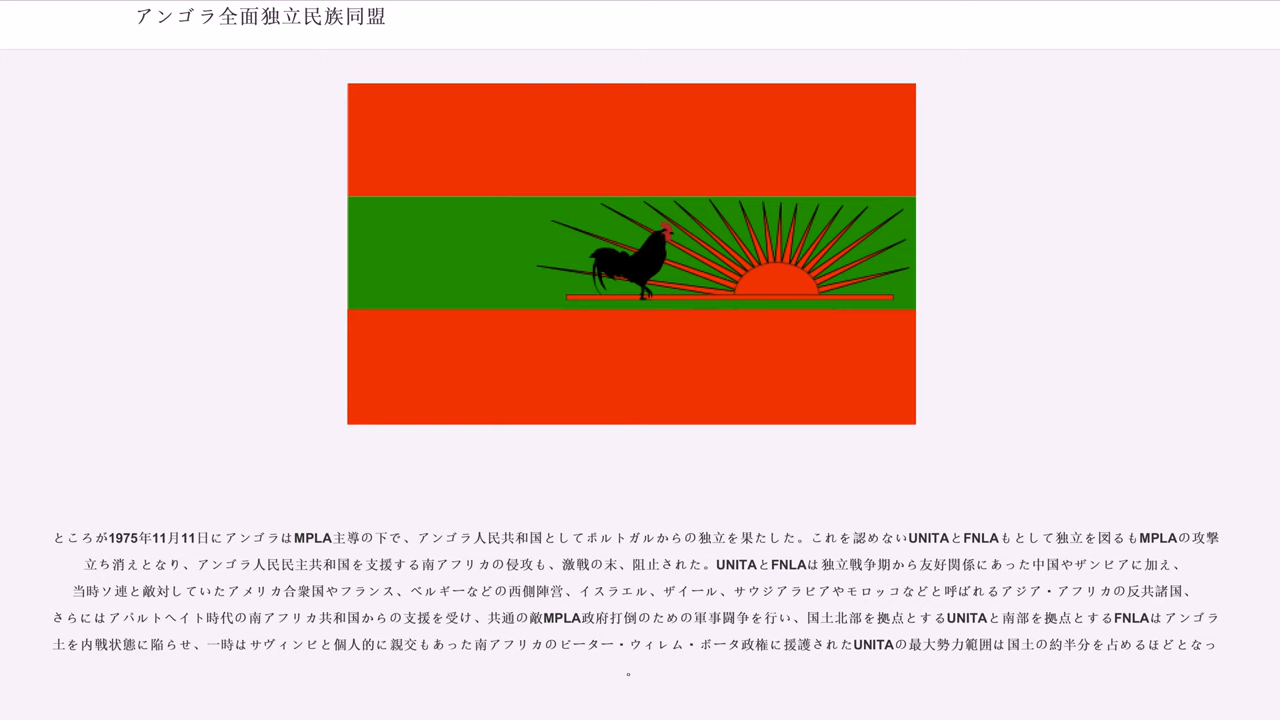 アンゴラ全面独立民族同盟
ところが1975年11月11日にアンゴラはMPLA主導の下で、アンゴラ人民共和国としてポルトガルからの独立を果たした。これを認めないUNITAとFNLAもとして独立を図るもMPLAの攻撃
立ち消えとなり、アンゴラ人民民主共和国を支援する南アフリカの侵攻も、激戦の末、阻止された。UNITAとFNLAは独立戦争期から友好関係にあった中国やザンビアに加え、
当時ソ連と敵対していたアメリカ合衆国やフランス、ベルギーなどの西側陣営、イスラエル、ザイール、サウジアラビアやモロッコなどと呼ばれるアジア・アフリカの反共諸国、
さらにはアパルトヘイト時代の南アフリカ共和国からの支援を受け、共通の敵MPLA政府打倒のための軍事闘争を行い、国土北部を拠点とするUNITAと南部を拠点とするFNLAはアンゴラ
土を内戦状態に陥らせ、一時はサヴィンビと個人的に親交もあった南アフリカのピーター・ウィレム・ボータ政権に援護されたUNITAの最大勢力範囲は国土の約半分を占めるほどとなっ
。